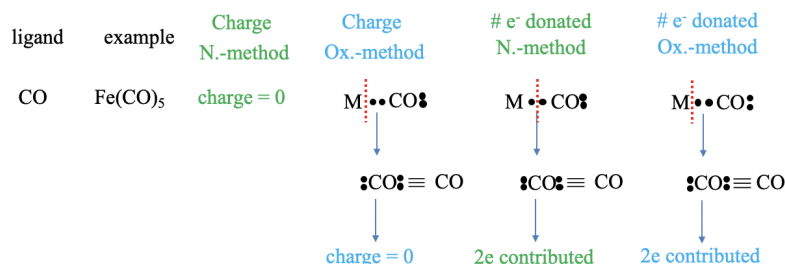 ligand example Charge N.-method Charge Ox.-method # e⁻ donated N.-method # e⁻ donated Ox.-method
CO Fe(CO)₅ charge = 0 M ••CO: M ••CO: M ••CO:
:CO: ≡ CO :CO: ≡ CO :CO: ≡ CO
charge = 0 2e contributed 2e contributed